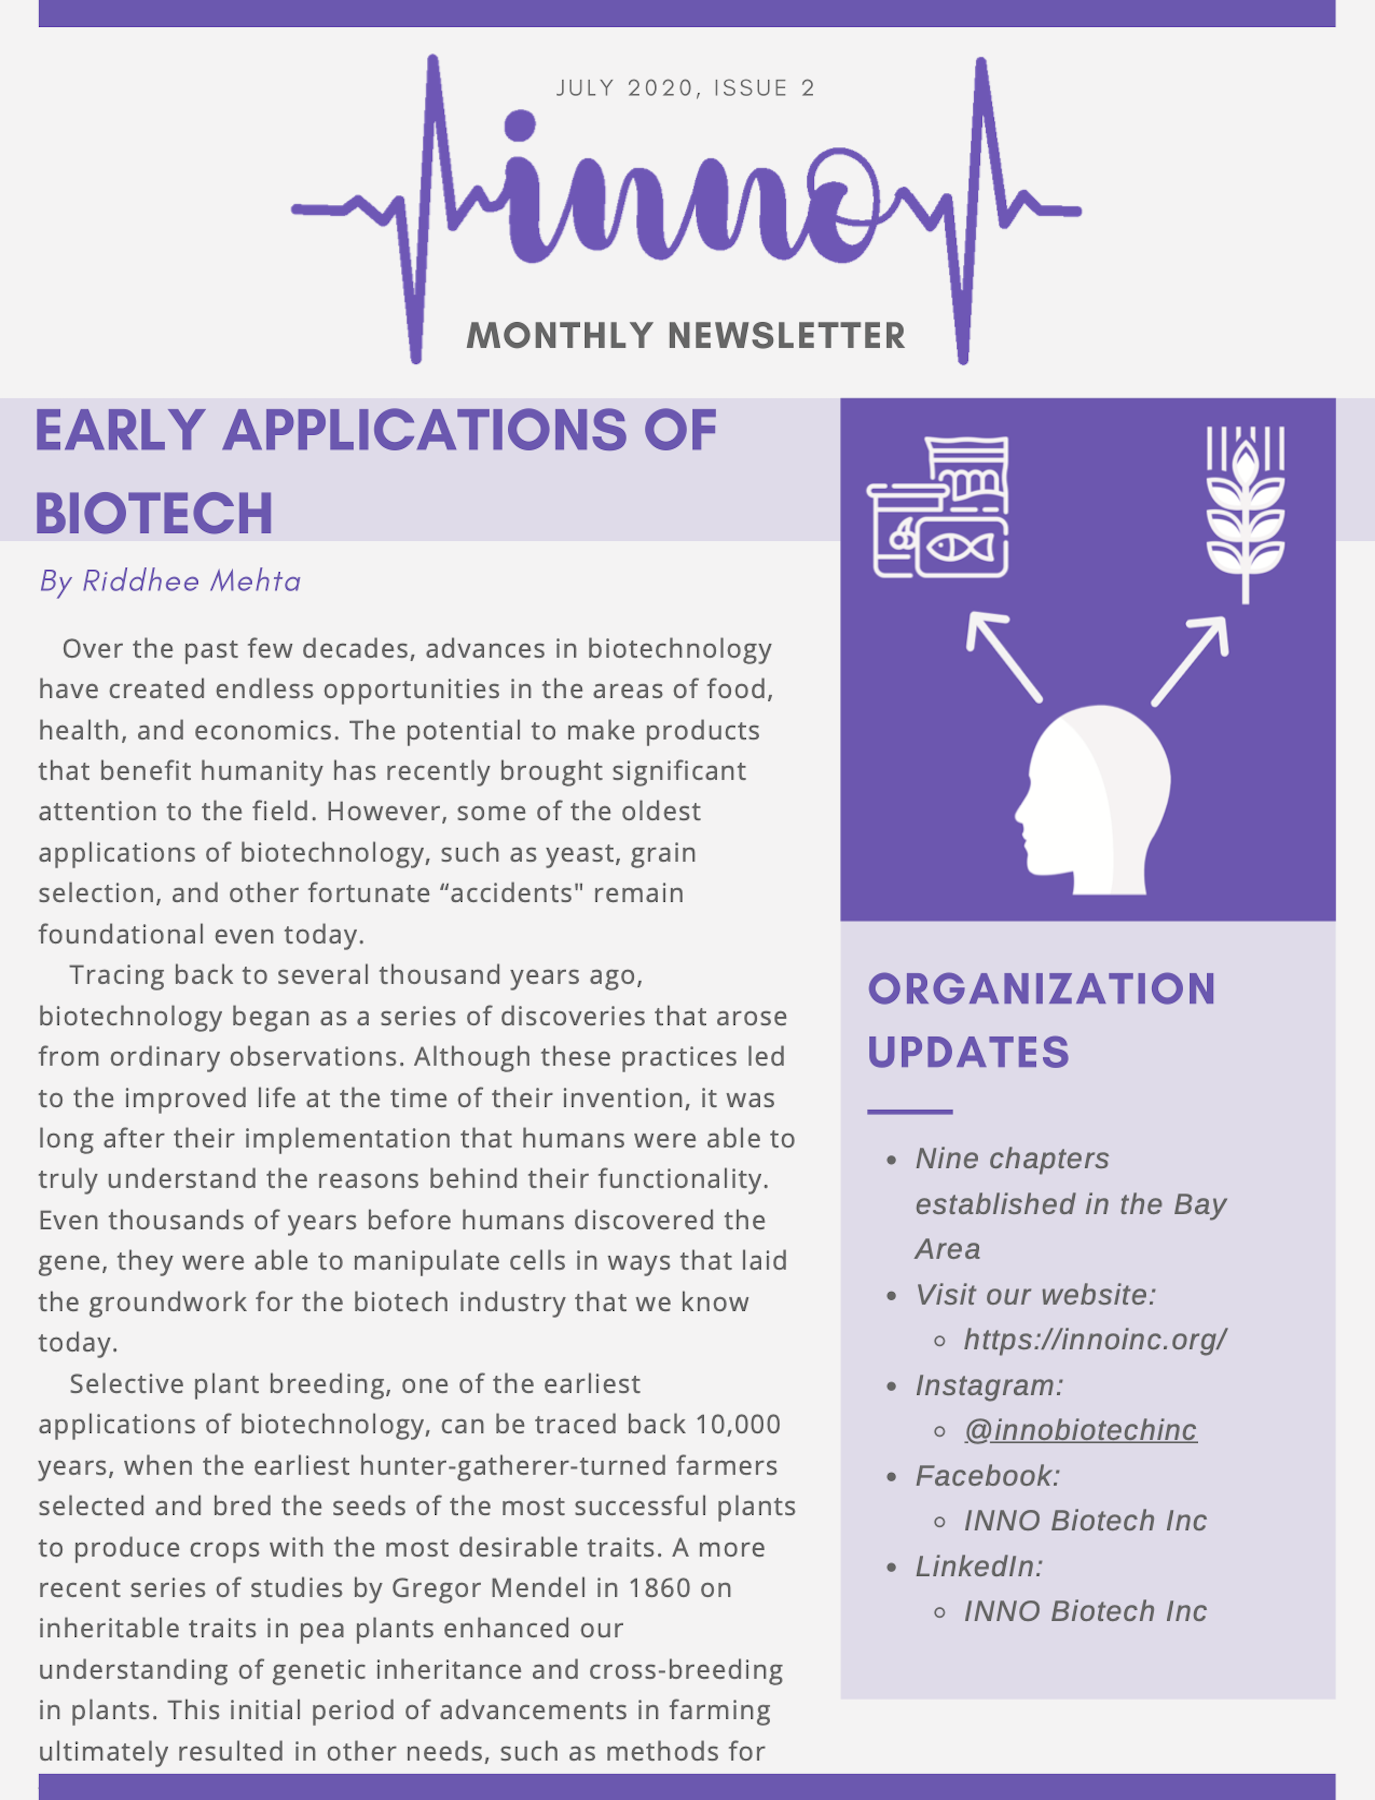 JULY 2020, ISSUE 2
inno
MONTHLY NEWSLETTER
EARLY APPLICATIONS OF
BIOTECH
By Riddhee Mehta
Over the past few decades, advances in biotechnology
have created endless opportunities in the areas of food,
health, and economics. The potential to make products
that benefit humanity has recently brought significant
attention to the field. However, some of the oldest
applications of biotechnology, such as yeast, grain
selection, and other fortunate “accidents" remain
foundational even today.
Tracing back to several thousand years ago,
biotechnology began as a series of discoveries that arose
from ordinary observations. Although these practices led
to the improved life at the time of their invention, it was
long after their implementation that humans were able to
truly understand the reasons behind their functionality.
Even thousands of years before humans discovered the
gene, they were able to manipulate cells in ways that laid
the groundwork for the biotech industry that we know
today.
Selective plant breeding, one of the earliest
applications of biotechnology, can be traced back 10,000
years, when the earliest hunter-gatherer-turned farmers
selected and bred the seeds of the most successful plants
to produce crops with the most desirable traits. A more
recent series of studies by Gregor Mendel in 1860 on
inheritable traits in pea plants enhanced our
understanding of genetic inheritance and cross-breeding
in plants. This initial period of advancements in farming
ultimately resulted in other needs, such as methods for
ORGANIZATION
UPDATES
• Nine chapters
established in the Bay
Area
• Visit our website:
◦ https://innoinc.org/
• Instagram:
◦ @innobiotechinc
• Facebook:
◦ INNO Biotech Inc
• LinkedIn:
◦ INNO Biotech Inc